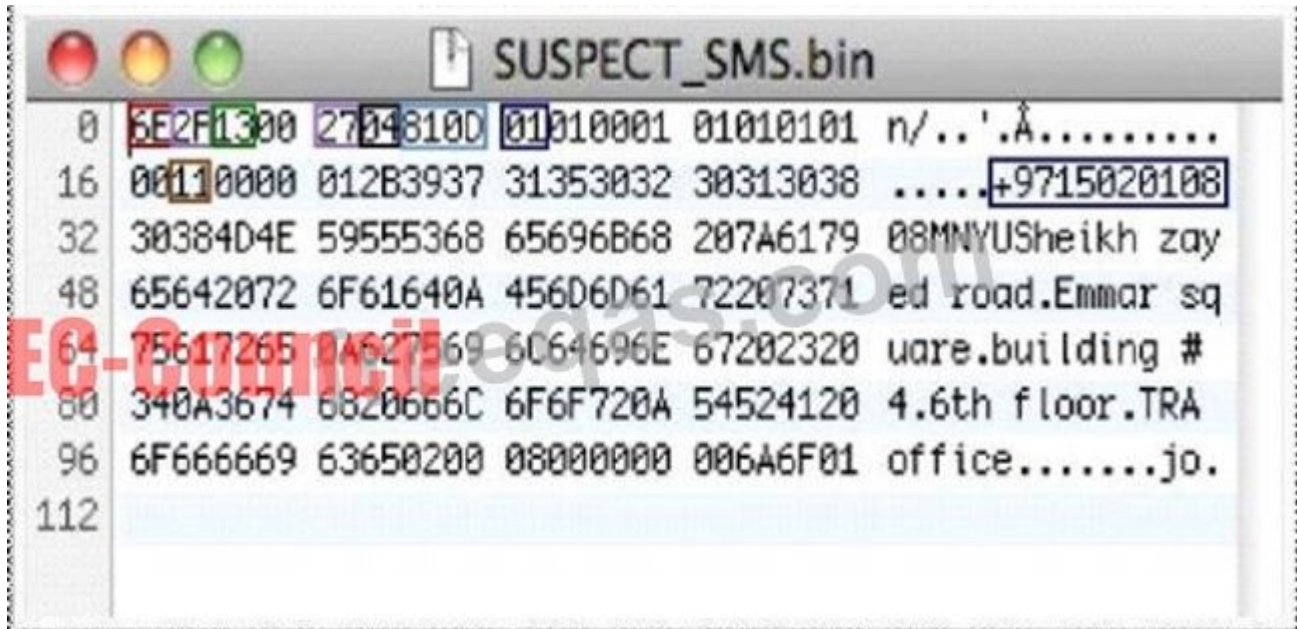 SUSPECT_SMS.bin
0 6E2F1300 2704810D 01010001 01010101 n/..'.Å.........
16 00110000 012B3937 31353032 30313038 .....+9715020108
32 30384D4E 59555368 65696B68 207A6179 08MNYUSheikh zay
48 65642072 6F61640A 456D6D61 72207371 ed road.Emmar sq
64 75617265 0A627569 6C64696E 67202320 uare.building #
80 340A3674 6820666C 6F6F720A 54524120 4.6th floor.TRA
96 6F666669 63650200 08000000 006A6F01 office.......jo.
112
EC-Council